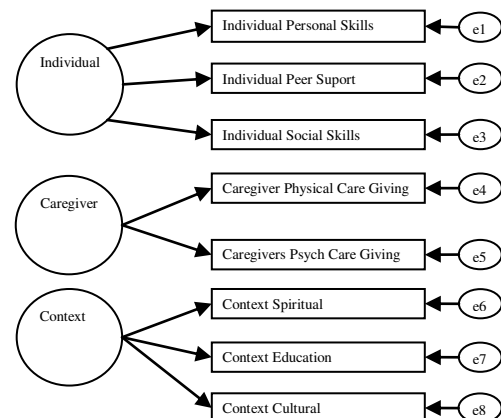 Individual Personal Skills
e1
Individual
Individual Peer Suport
e2
Individual Social Skills
e3
Caregiver Physical Care Giving
e4
Caregiver
Caregivers Psych Care Giving
e5
Context Spiritual
e6
Context
Context Education
e7
Context Cultural
e8